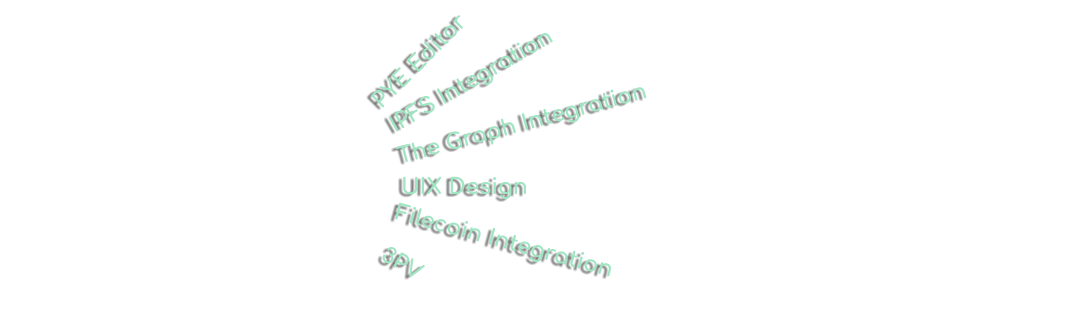 PYE Editor
IPFS Integration
The Graph Integration
UIX Design
Filecoin Integration
3PV